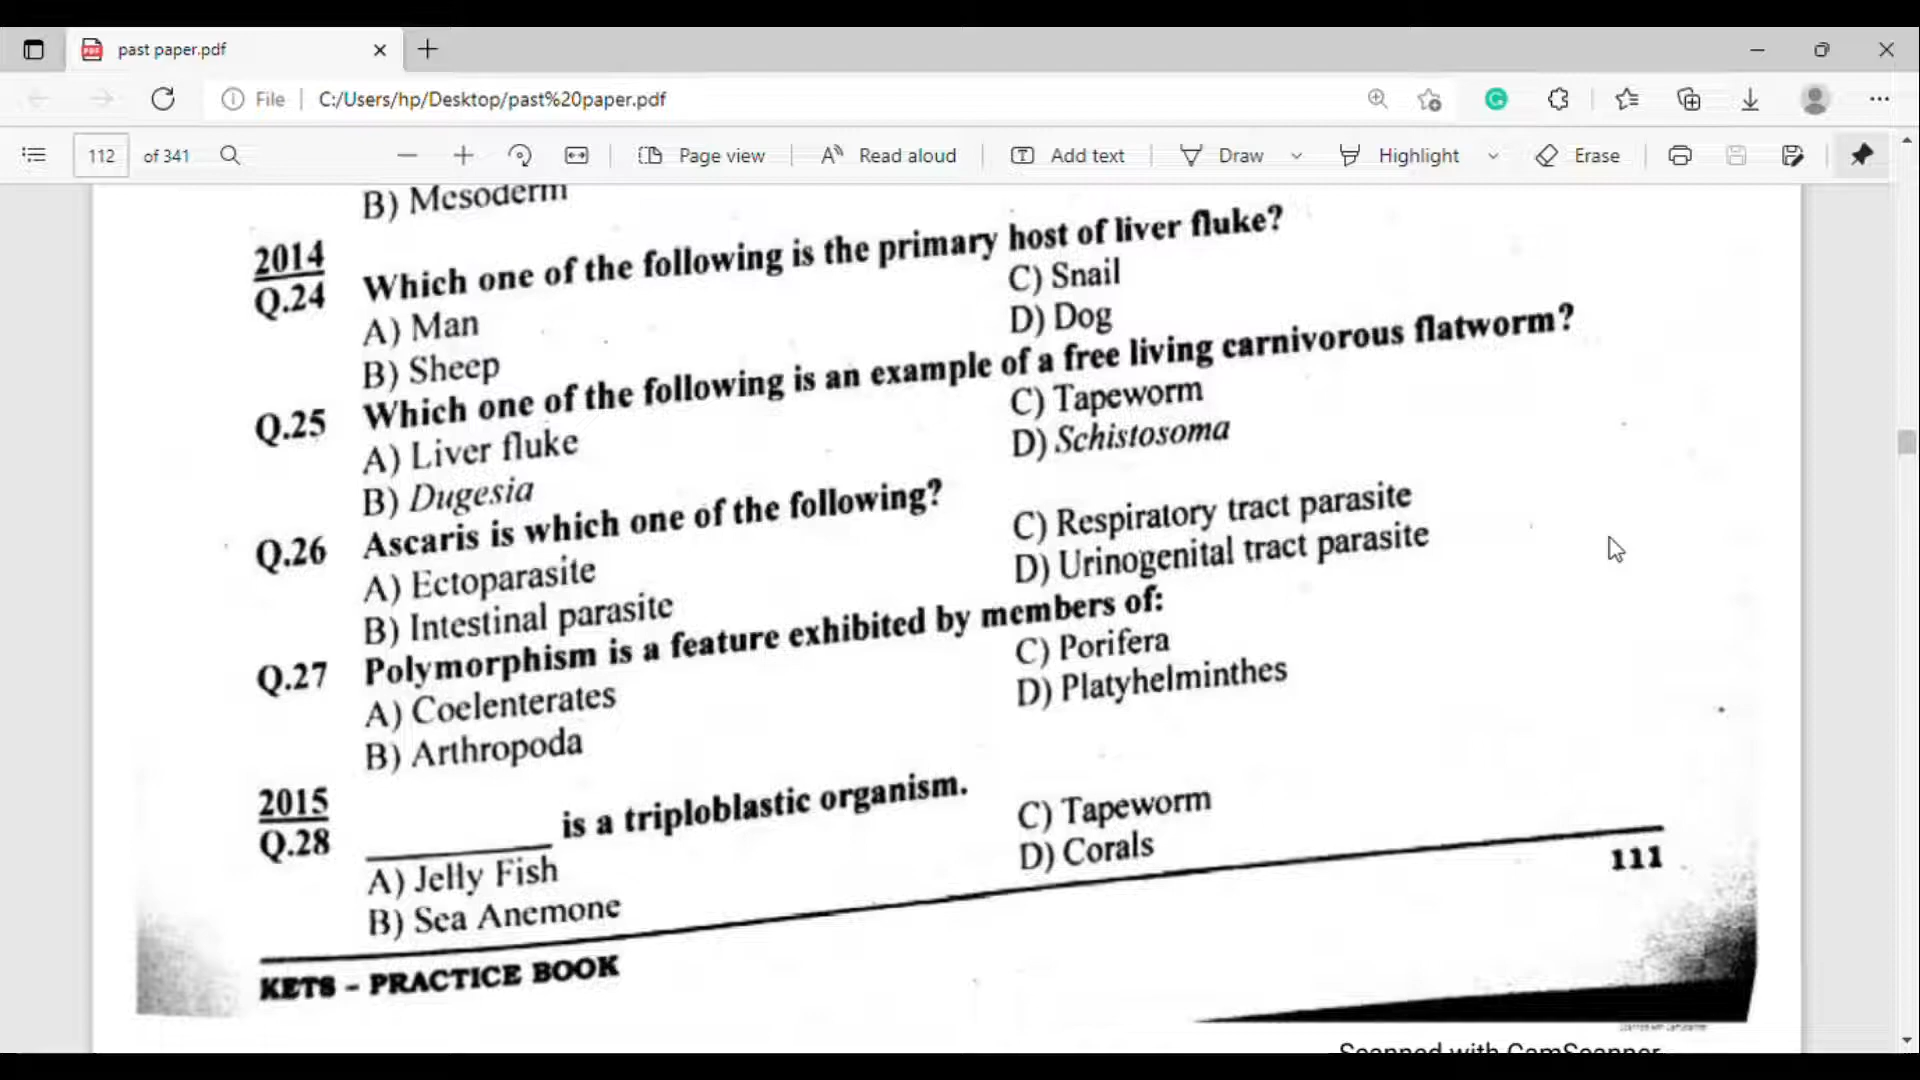 past paper.pdf
File
C:/Users/hp/Desktop/past%20paper.pdf
112 of 341
Page view
Read aloud
Add text
Draw
Highlight
Erase
B) Mesoderm
2014
Q.24 Which one of the following is the primary host of liver fluke?
A) Man C) Snail
B) Sheep D) Dog
Q.25 Which one of the following is an example of a free living carnivorous flatworm?
A) Liver fluke C) Tapeworm
B) Dugesia D) Schistosoma
Q.26 Ascaris is which one of the following?
A) Ectoparasite C) Respiratory tract parasite
B) Intestinal parasite D) Urinogenital tract parasite
Q.27 Polymorphism is a feature exhibited by members of:
A) Coelenterates C) Porifera
B) Arthropoda D) Platyhelminthes
2015
Q.28 __________ is a triploblastic organism.
A) Jelly Fish C) Tapeworm
B) Sea Anemone D) Corals
111
KETS – PRACTICE BOOK
Scanned with CamScanner